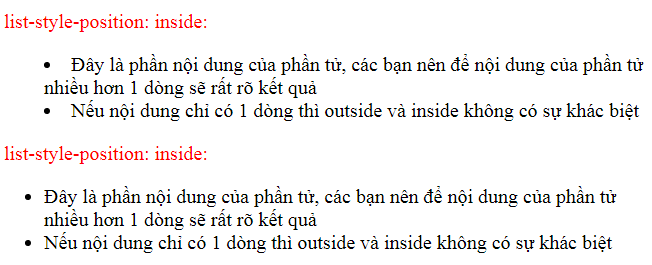 list-style-position: inside:
• Đây là phần nội dung của phần tử, các bạn nên để nội dung của phần tử
nhiều hơn 1 dòng sẽ rất rõ kết quả
• Nếu nội dung chỉ có 1 dòng thì outside và inside không có sự khác biệt
list-style-position: inside:
• Đây là phần nội dung của phần tử, các bạn nên để nội dung của phần tử
nhiều hơn 1 dòng sẽ rất rõ kết quả
• Nếu nội dung chỉ có 1 dòng thì outside và inside không có sự khác biệt